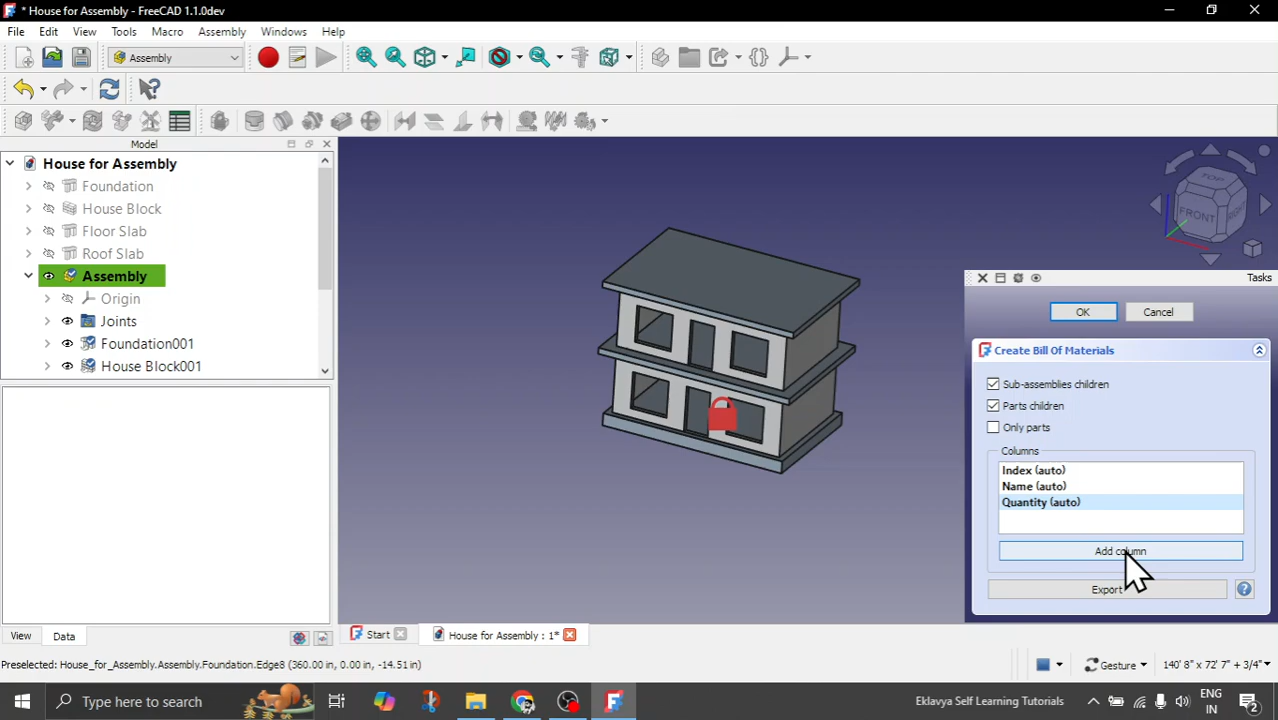 * House for Assembly - FreeCAD 1.1.0dev
File Edit View Tools Macro Assembly Windows Help
Assembly
Model
House for Assembly
Foundation
House Block
Floor Slab
Roof Slab
Assembly
Origin
Joints
Foundation001
House Block001
TOP
FRONT
RIGHT
Tasks
OK Cancel
Create Bill Of Materials
Sub-assemblies children
Parts children
Only parts
Columns
Index (auto)
Name (auto)
Quantity (auto)
Add column
Export
View Data
Start House for Assembly : 1*
Preselected: House_for_Assembly.Assembly.Foundation.Edge8 (360.00 in, 0.00 in, -14.51 in)
Gesture 140' 8" x 72' 7" + 3/4"
Type here to search
Eklavya Self Learning Tutorials
ENG
IN
2